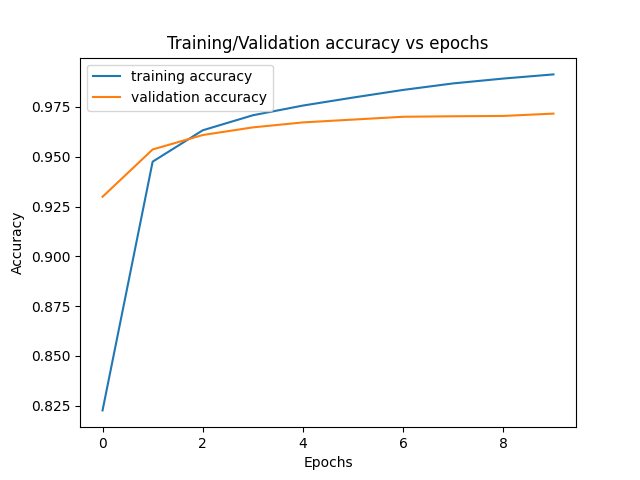 Training/Validation accuracy vs epochs
training accuracy
validation accuracy
0.975
0.950
0.925
0.900
0.875
0.850
0.825
Accuracy
0 2 4 6 8
Epochs